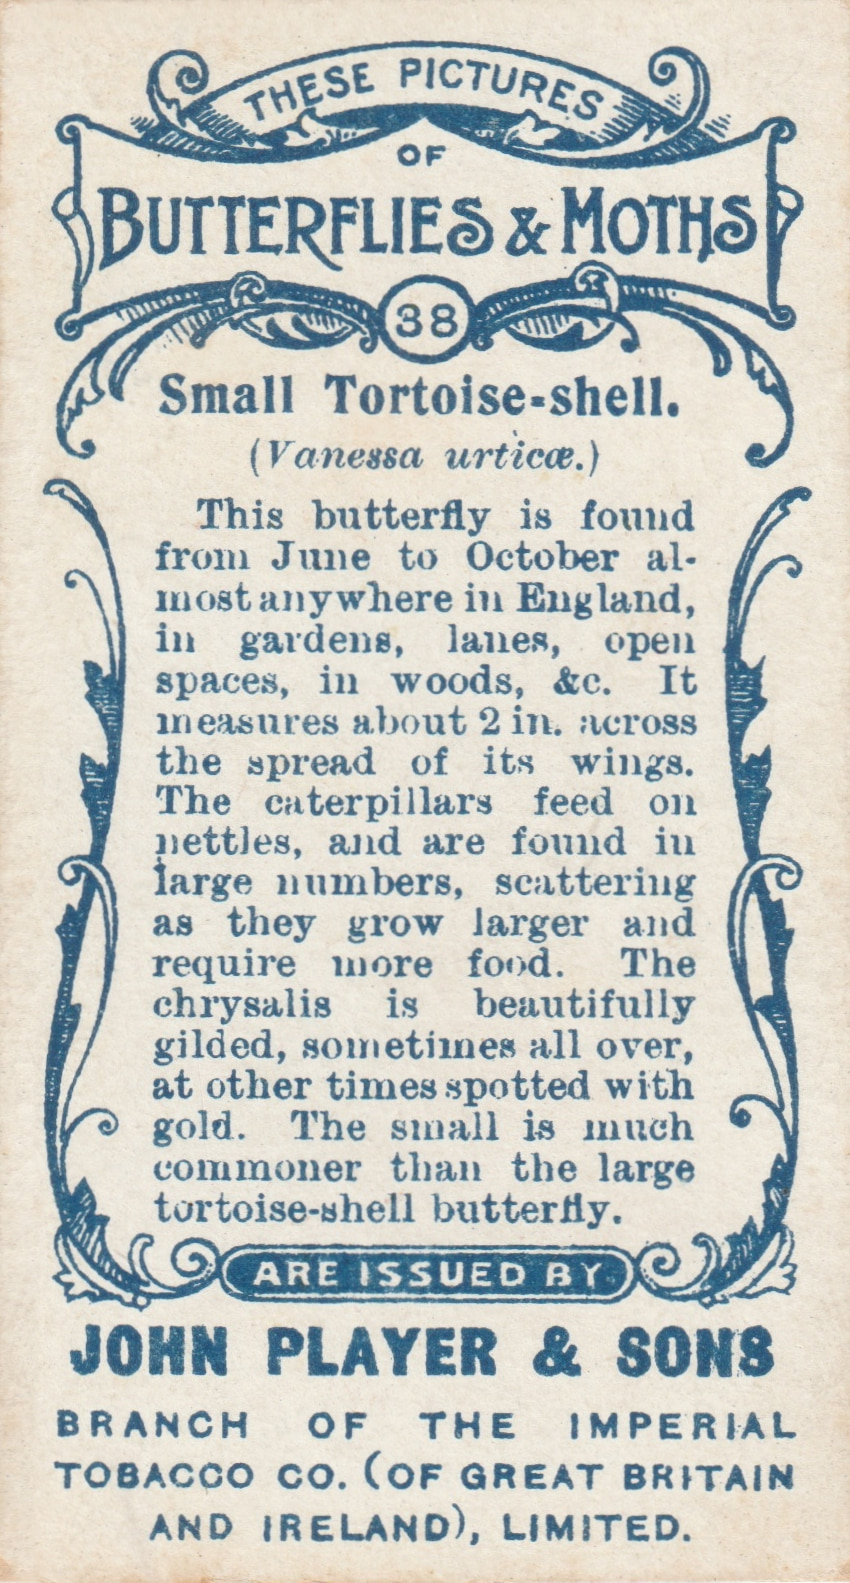 THESE PICTURES
OF
BUTTERFLIES & MOTHS
38
Small Tortoise-shell.
(Vanessa urticæ.)
This butterfly is found
from June to October al-
most anywhere in England,
in gardens, lanes, open
spaces, in woods, &c. It
measures about 2 in. across
the spread of its wings.
The caterpillars feed on
nettles, and are found in
large numbers, scattering
as they grow larger and
require more food. The
chrysalis is beautifully
gilded, sometimes all over,
at other times spotted with
gold. The small is much
commoner than the large
tortoise-shell butterfly.
ARE ISSUED BY
JOHN PLAYER & SONS
BRANCH OF THE IMPERIAL
TOBACCO CO. (OF GREAT BRITAIN
AND IRELAND), LIMITED.